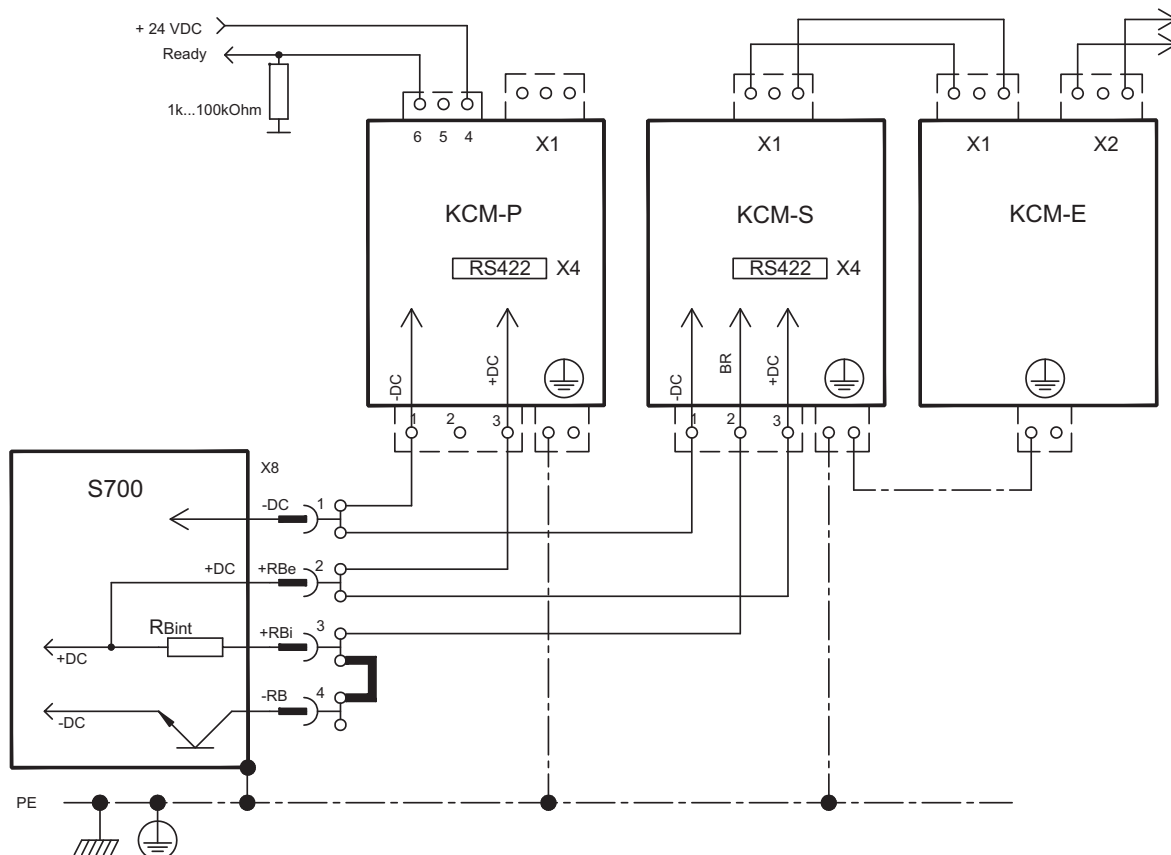 + 24 VDC
Ready
1k...100kOhm
6 5 4
X1
X1
X1
X2
KCM-P
KCM-S
KCM-E
RS422 X4
RS422 X4
-DC
+DC
-DC
BR
+DC
1 2 3
1 2 3
S700
X8
-DC 1
+DC +RBe 2
RBint
+RBi 3
+DC
-RB 4
-DC
PE